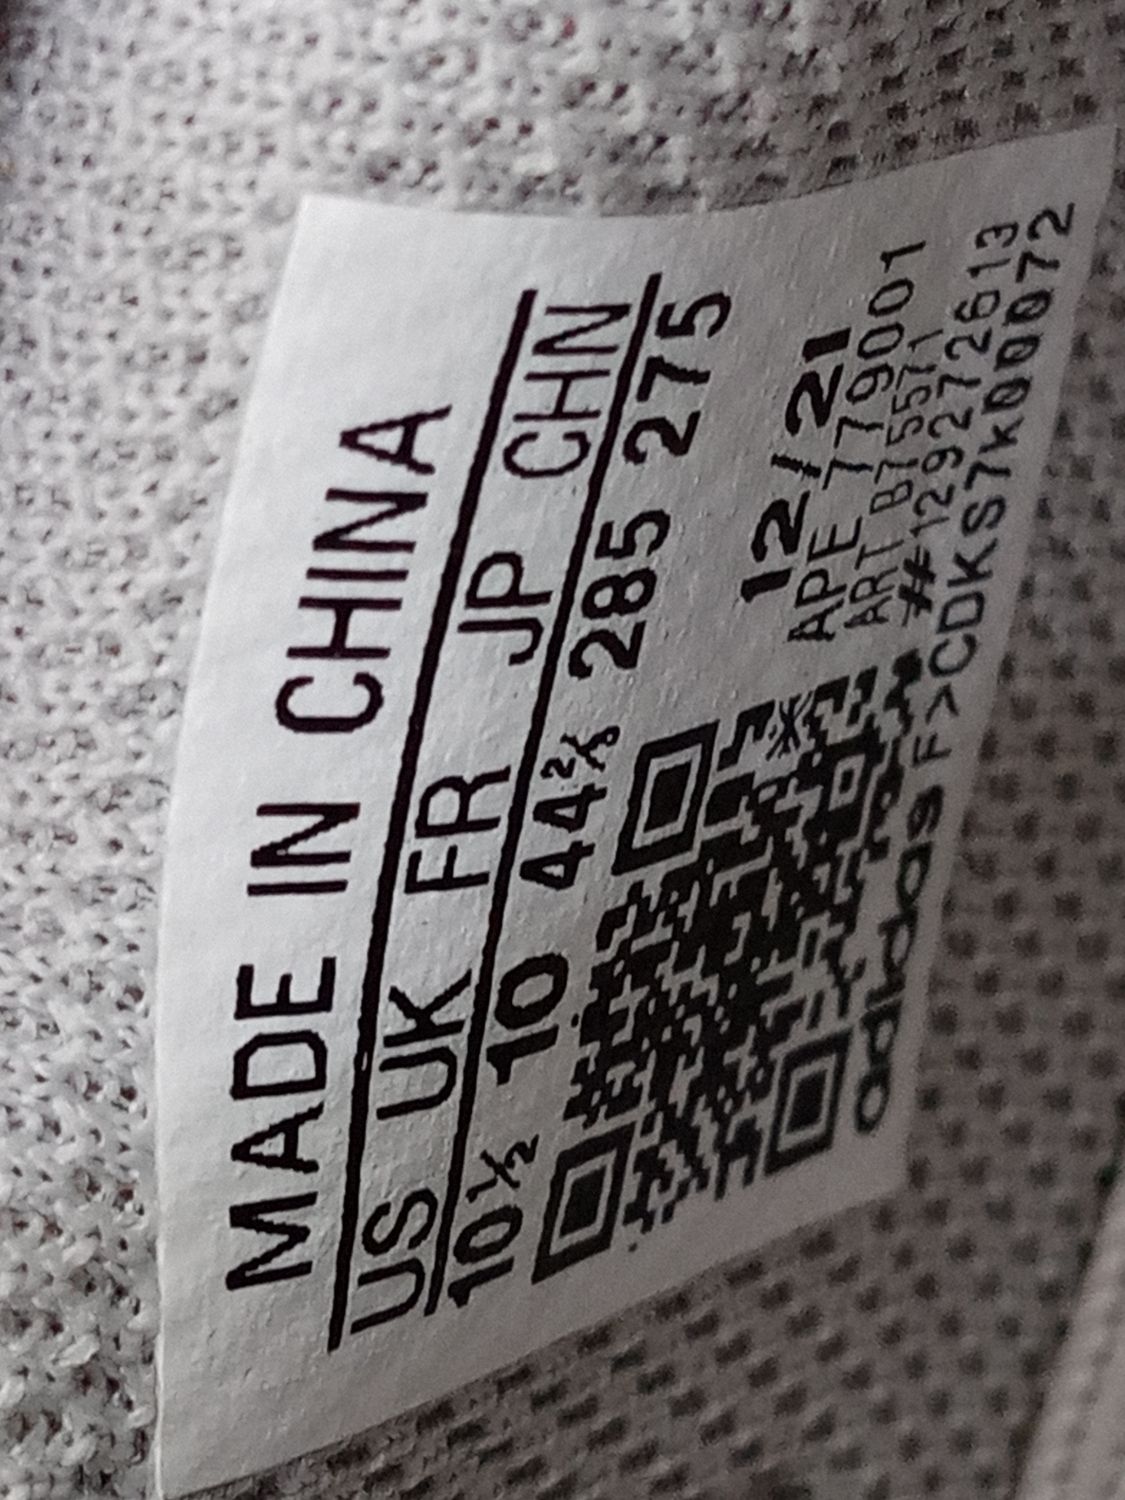 MADE IN CHINA
US UK FR JP CHN
10½ 10 44⅔ 285 275
12/21
APE 779001
ART B75571
#129272613
adidas F>CDKS7K00072